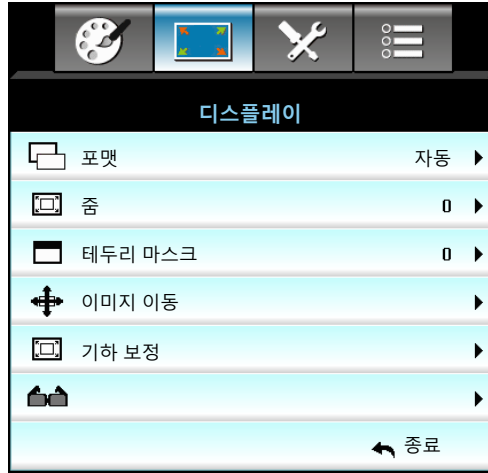 디스플레이
포맷 자동
줌 0
테두리 마스크 0
이미지 이동
기하 보정
종료